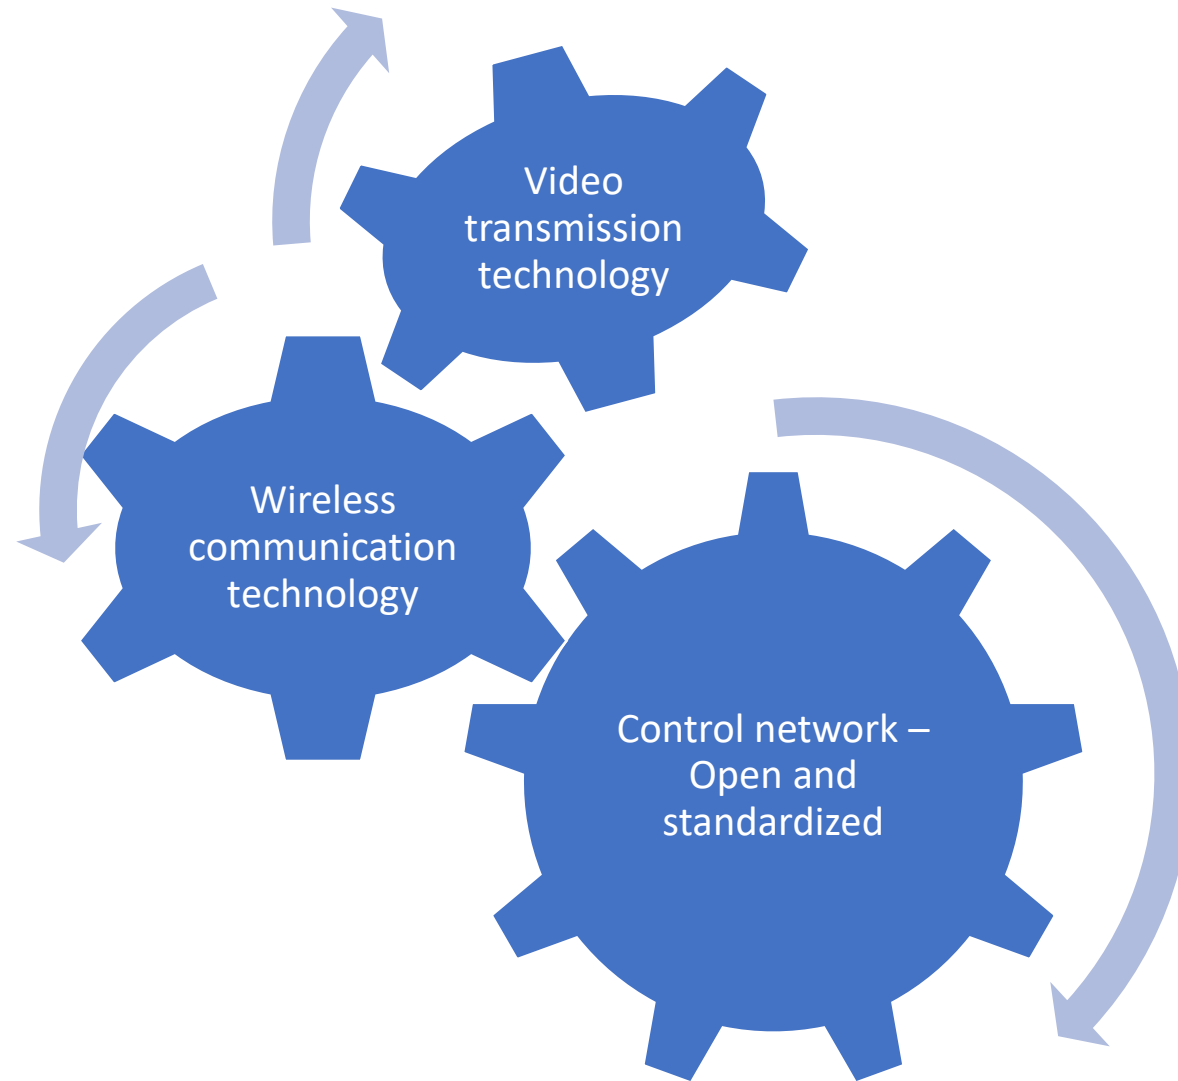 Video
transmission
technology
Wireless
communication
technology
Control network –
Open and
standardized